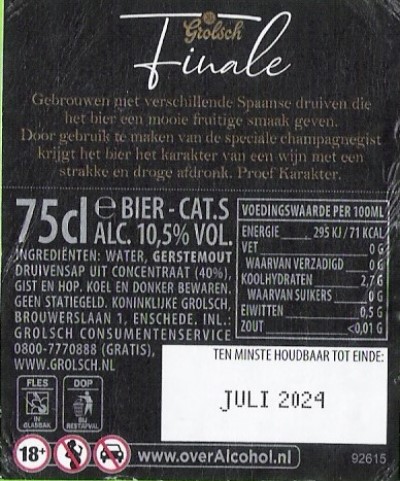 Grolsch
Finale
Gebrouwen met verschillende Spaanse druiven die
het bier een mooie fruitige smaak geven.
Door gebruik te maken van de speciale champagnegist
krijgt het bier het karakter van een wijn met een
strakke en droge afdronk. Proef Karakter.
75cl e BIER - CAT.S
ALC. 10,5% VOL.
INGREDIËNTEN: WATER, GERSTEMOUT
DRUIVENSAP UIT CONCENTRAAT (40%),
GIST EN HOP. KOEL EN DONKER BEWAREN.
GEEN STATIEGELD. KONINKLIJKE GROLSCH,
BROUWERSLAAN 1, ENSCHEDE. INL.:
GROLSCH CONSUMENTENSERVICE
0800-7770888 (GRATIS),
WWW.GROLSCH.NL
VOEDINGSWAARDE PER 100ML
ENERGIE 295 KJ/71 KCAL
VET 0 G
WAARVAN VERZADIGD 0 G
KOOLHYDRATEN 2,7 G
WAARVAN SUIKERS 0 G
EIWITTEN 0,5 G
ZOUT <0,01 G
TEN MINSTE HOUDBAAR TOT EINDE:
JULI 2024
FLES DOP
IN GLASBAK
BIJ RESTAFVAL
18+ www.overAlcohol.nl 92615